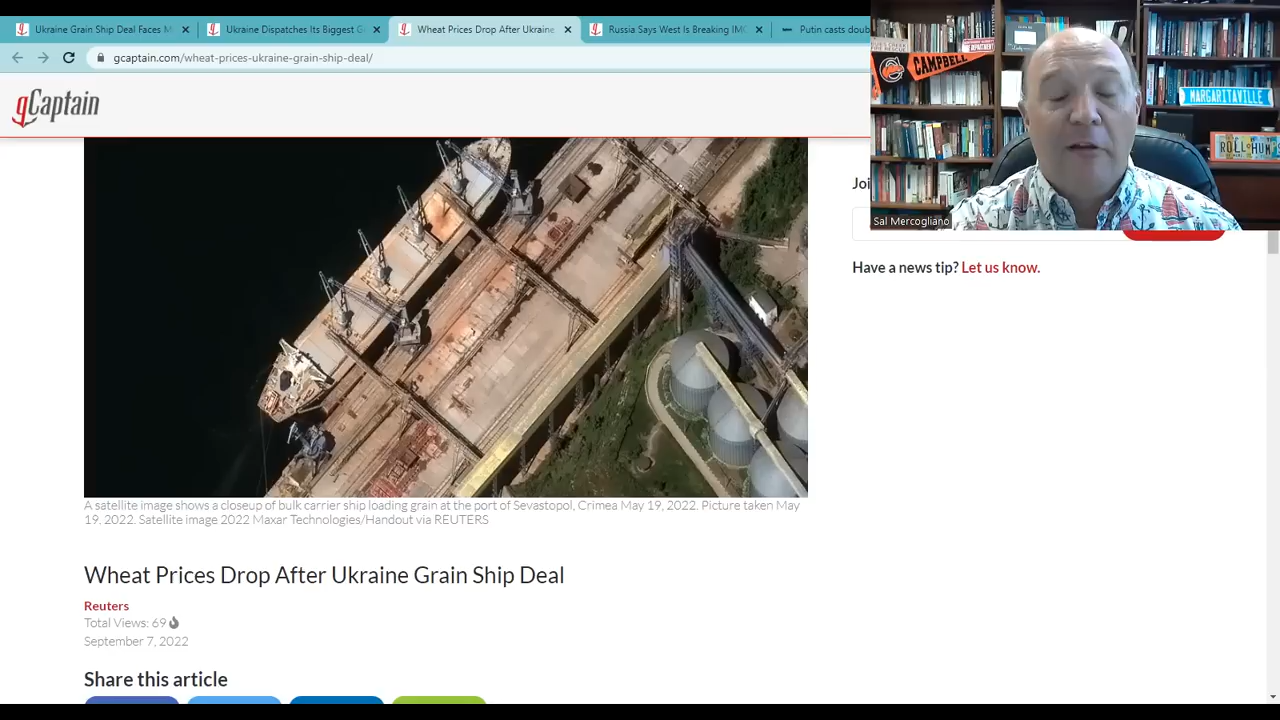 Ukraine Grain Ship Deal Faces M
Ukraine Dispatches Its Biggest G
Wheat Prices Drop After Ukraine
Russia Says West Is Breaking IMO
Putin casts doub
gcaptain.com/wheat-prices-ukraine-grain-ship-deal/
gCaptain
CAMPBELL
MARGARITAVILLE
Sal Mercogliano
Joi
Have a news tip? Let us know.
A satellite image shows a closeup of bulk carrier ship loading grain at the port of Sevastopol, Crimea May 19, 2022. Picture taken May
19, 2022. Satellite image 2022 Maxar Technologies/Handout via REUTERS
Wheat Prices Drop After Ukraine Grain Ship Deal
Reuters
Total Views: 69
September 7, 2022
Share this article